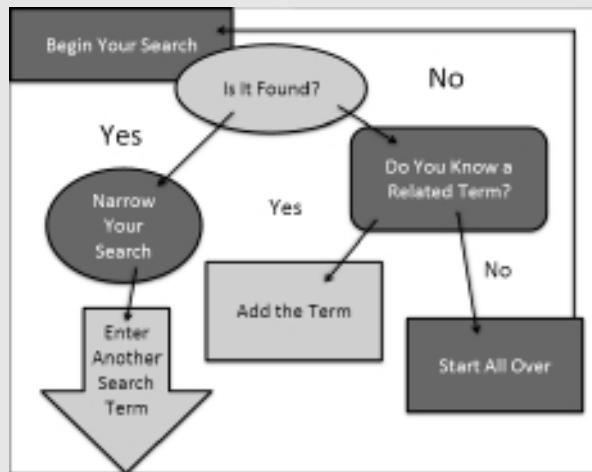 Begin Your Search
Is It Found?
No
Yes
Do You Know a
Related Term?
Narrow
Your
Search
Yes
No
Add the Term
Enter
Another
Search
Term
Start All Over